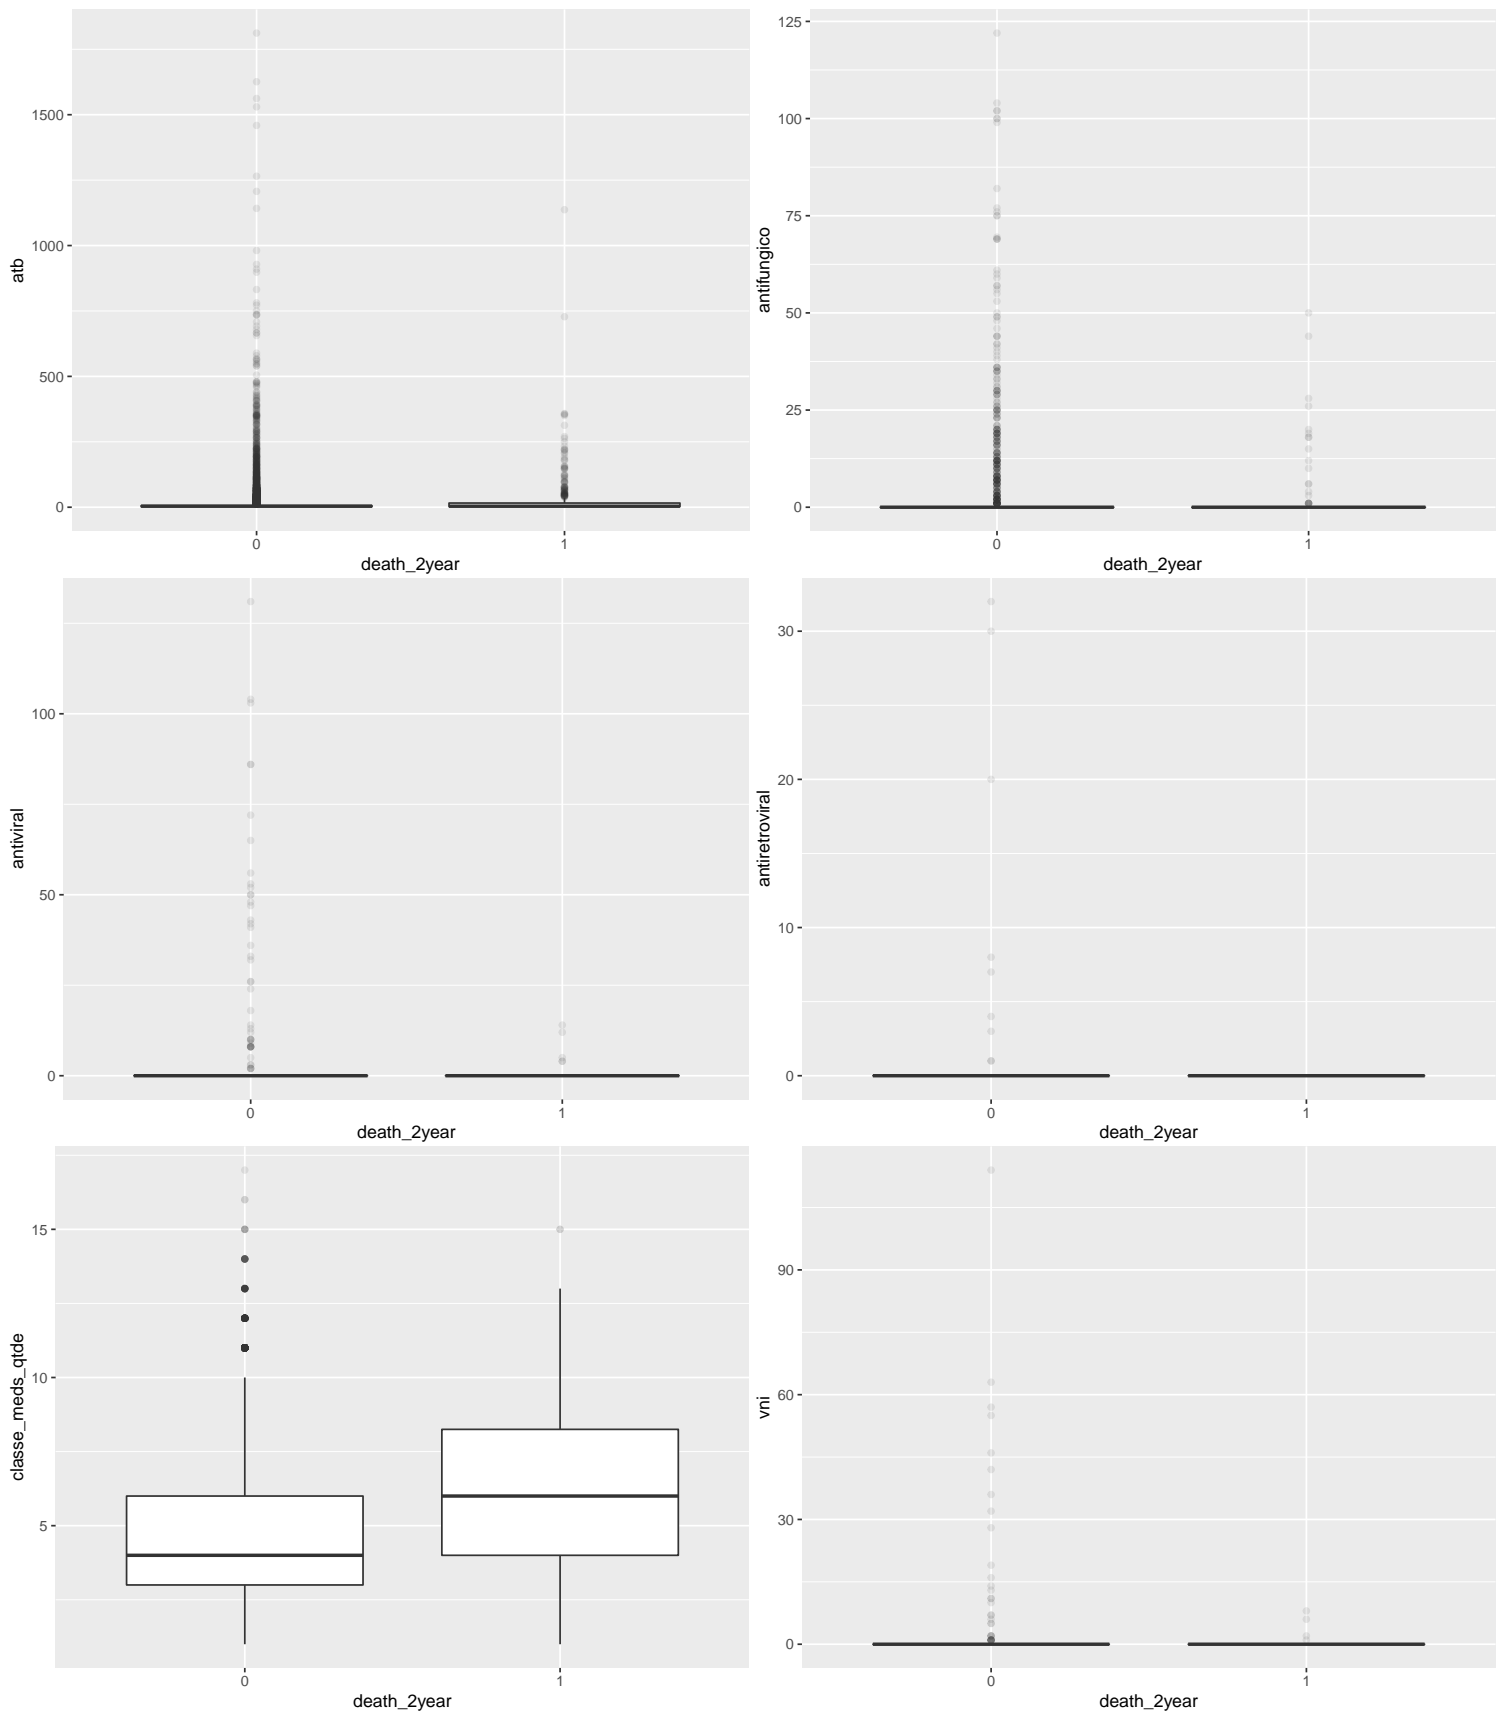 1500
1000
500
0
atb
0 1
death_2year
125
100
75
50
25
0
antifungico
0 1
death_2year
100
50
0
antiviral
0 1
death_2year
30
20
10
0
antiretroviral
0 1
death_2year
15
10
5
classe_meds_qtde
0 1
death_2year
90
60
30
0
vni
0 1
death_2year